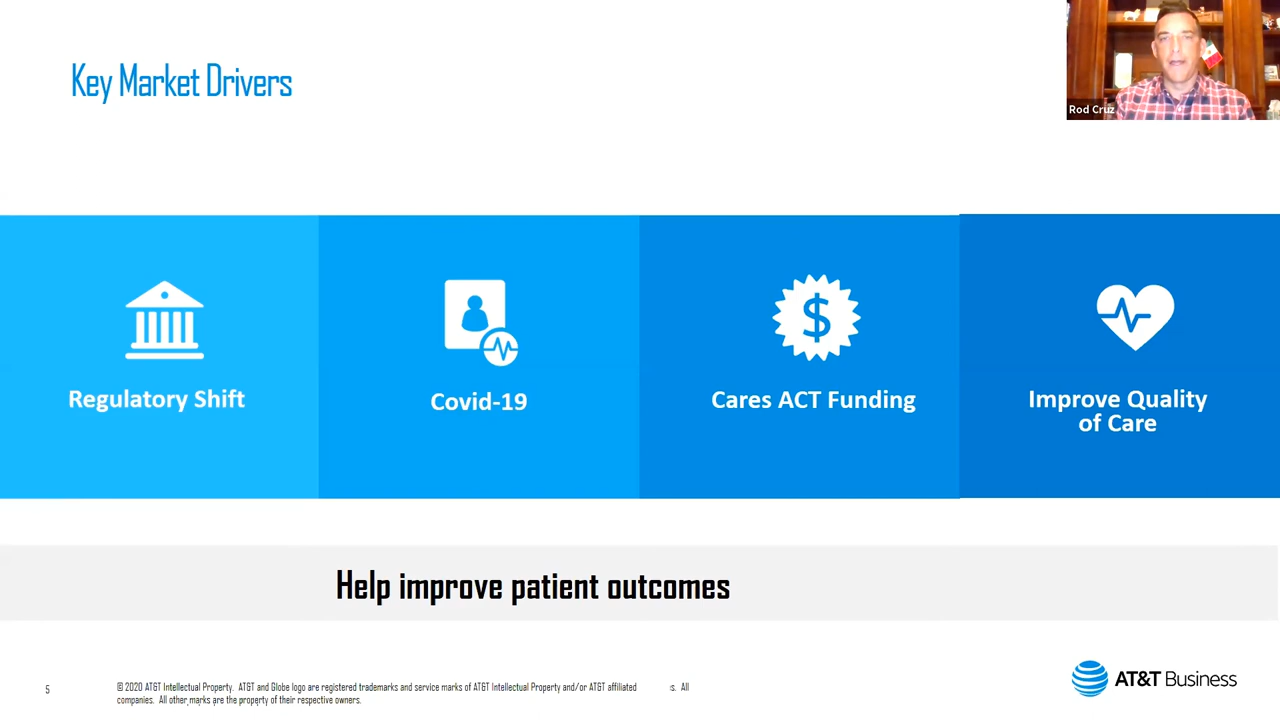 Key Market Drivers
Rod Cruz
Regulatory Shift
Covid-19
Cares ACT Funding
Improve Quality
of Care
$
Help improve patient outcomes
5
© 2020 AT&T Intellectual Property. AT&T and Globe logo are registered trademarks and service marks of AT&T Intellectual Property and/or AT&T affiliated s. All
companies. All other marks are the property of their respective owners.
AT&T Business